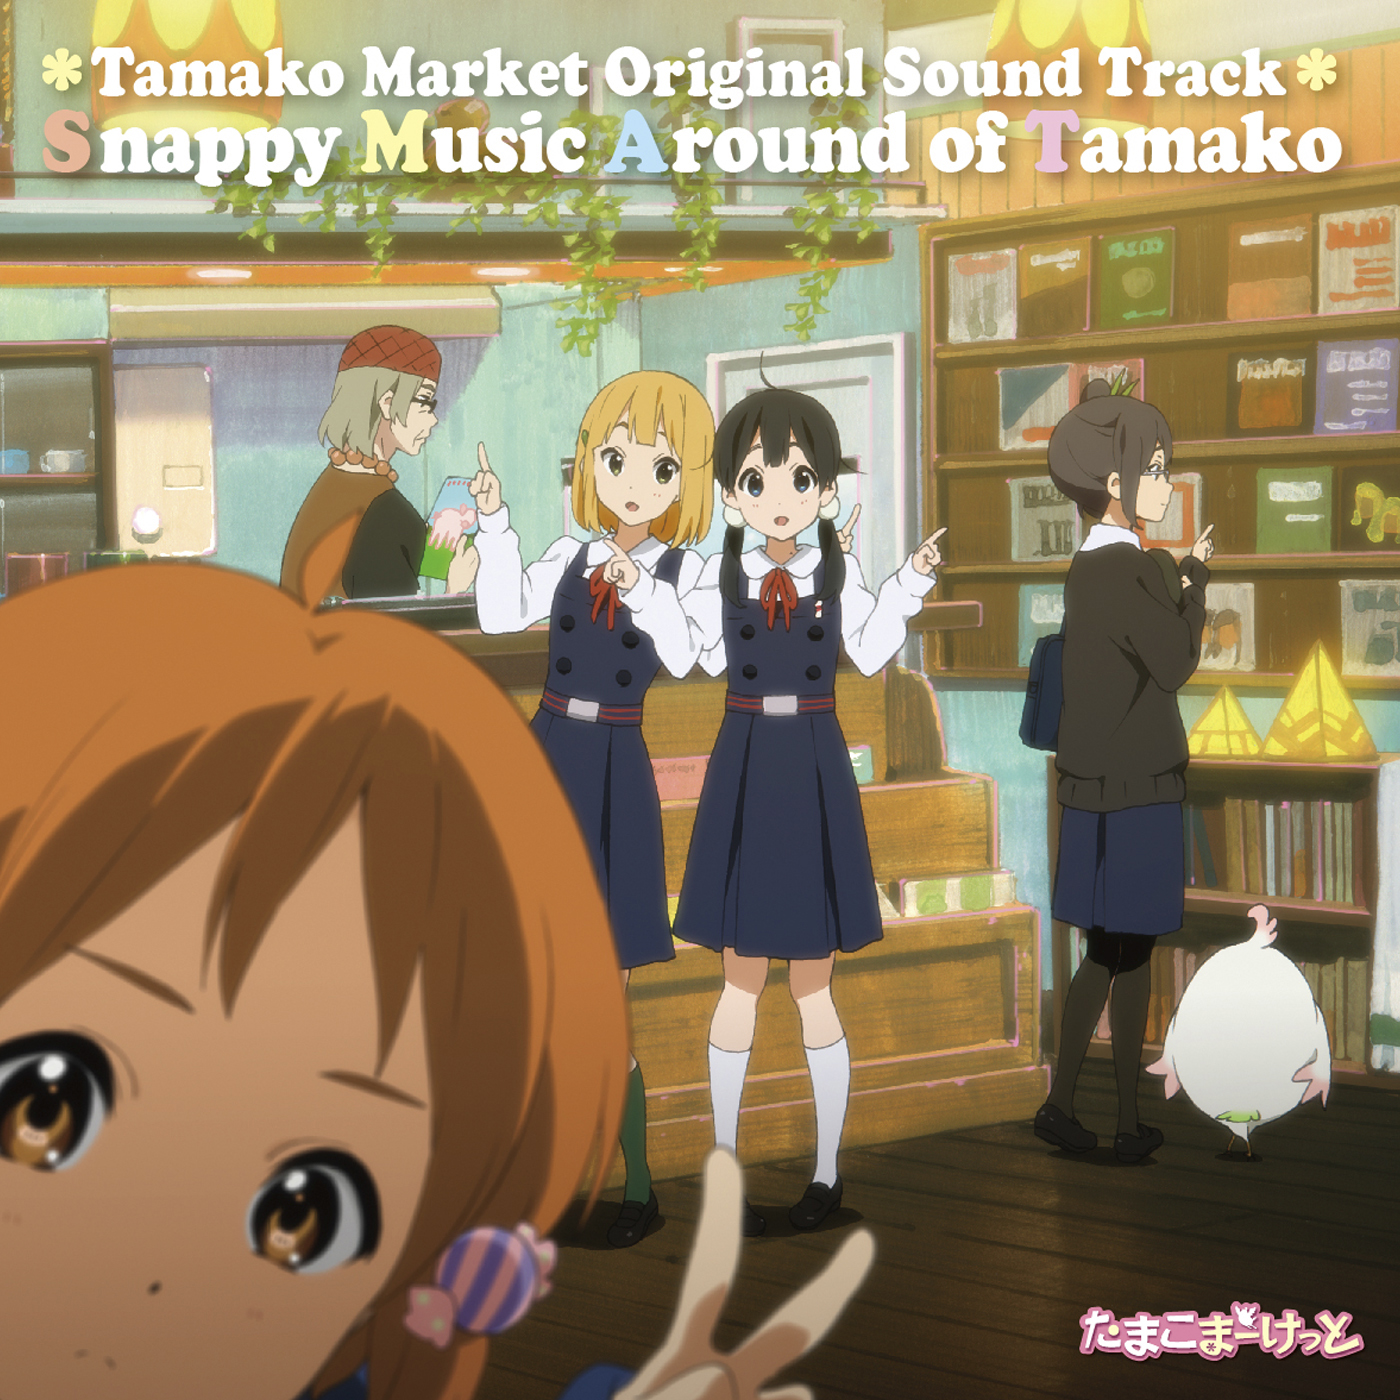 *Tamako Market Original Sound Track*
Snappy Music Around of Tamako
たまこまーけっと